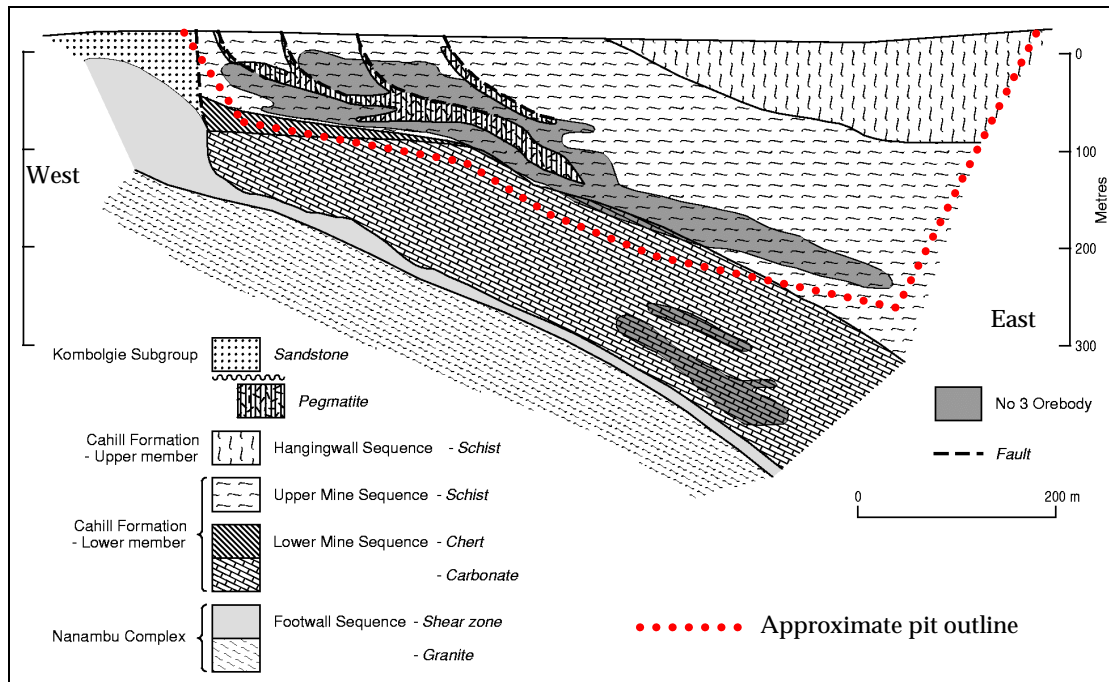 0
100
West
Metres
200
East
300
Kombolgie Subgroup
Sandstone
Pegmatite
No 3 Orebody
Cahill Formation
- Upper member
Hangingwall Sequence - Schist
Fault
Upper Mine Sequence - Schist
0
200 m
Cahill Formation
- Lower member
Lower Mine Sequence - Chert
- Carbonate
Nanambu Complex
Footwall Sequence - Shear zone
- Granite
Approximate pit outline